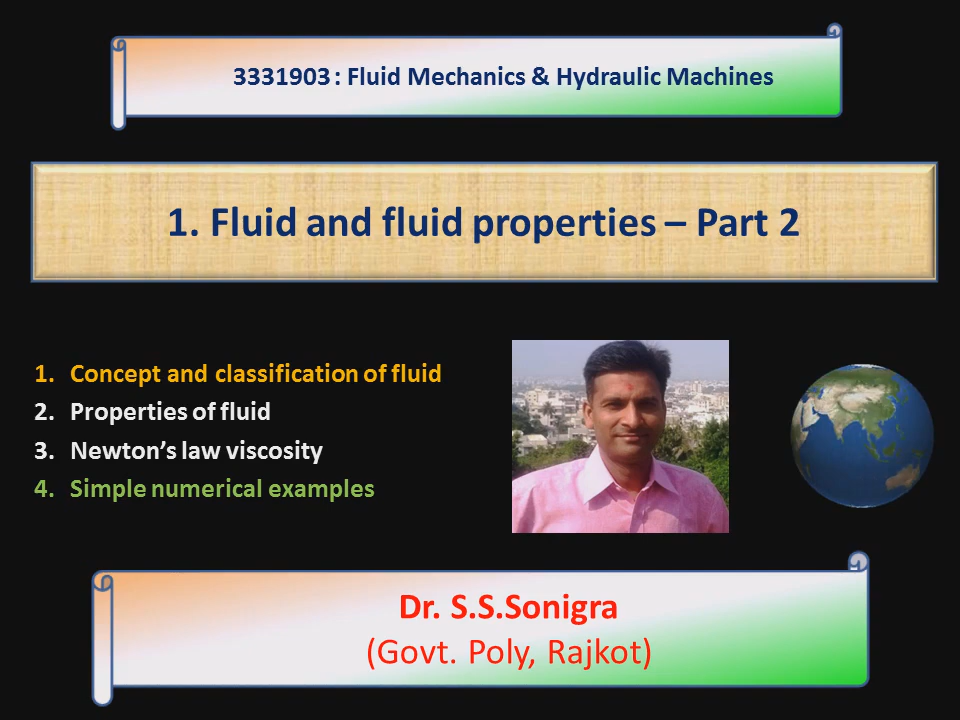 3331903 : Fluid Mechanics & Hydraulic Machines
1. Fluid and fluid properties – Part 2
1. Concept and classification of fluid
2. Properties of fluid
3. Newton’s law viscosity
4. Simple numerical examples
Dr. S.S.Sonigra
(Govt. Poly, Rajkot)